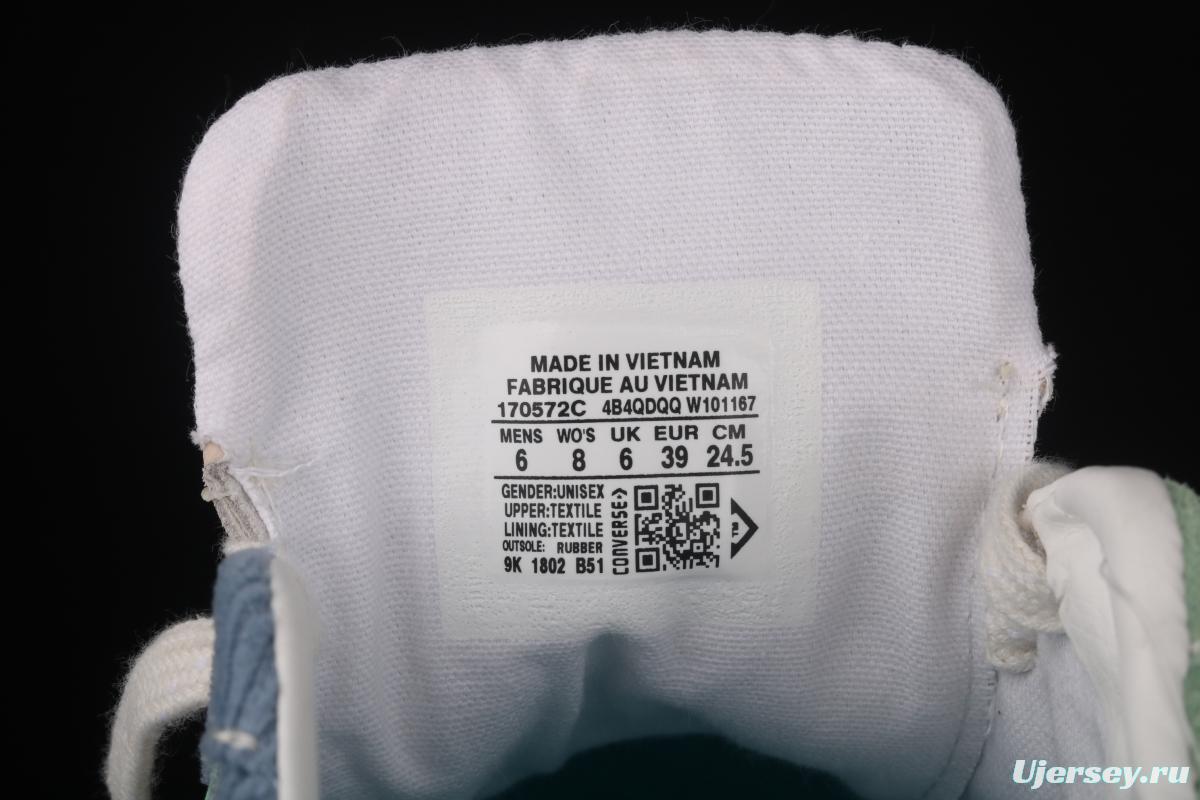 MADE IN VIETNAM
FABRIQUE AU VIETNAM
170572C 4B4QDQQ W101167
MENS WO'S UK EUR CM
6 8 6 39 24.5
GENDER:UNISEX
UPPER:TEXTILE
LINING:TEXTILE
OUTSOLE: RUBBER
9K 1802 B51
CONVERSE
Ujersey.ru